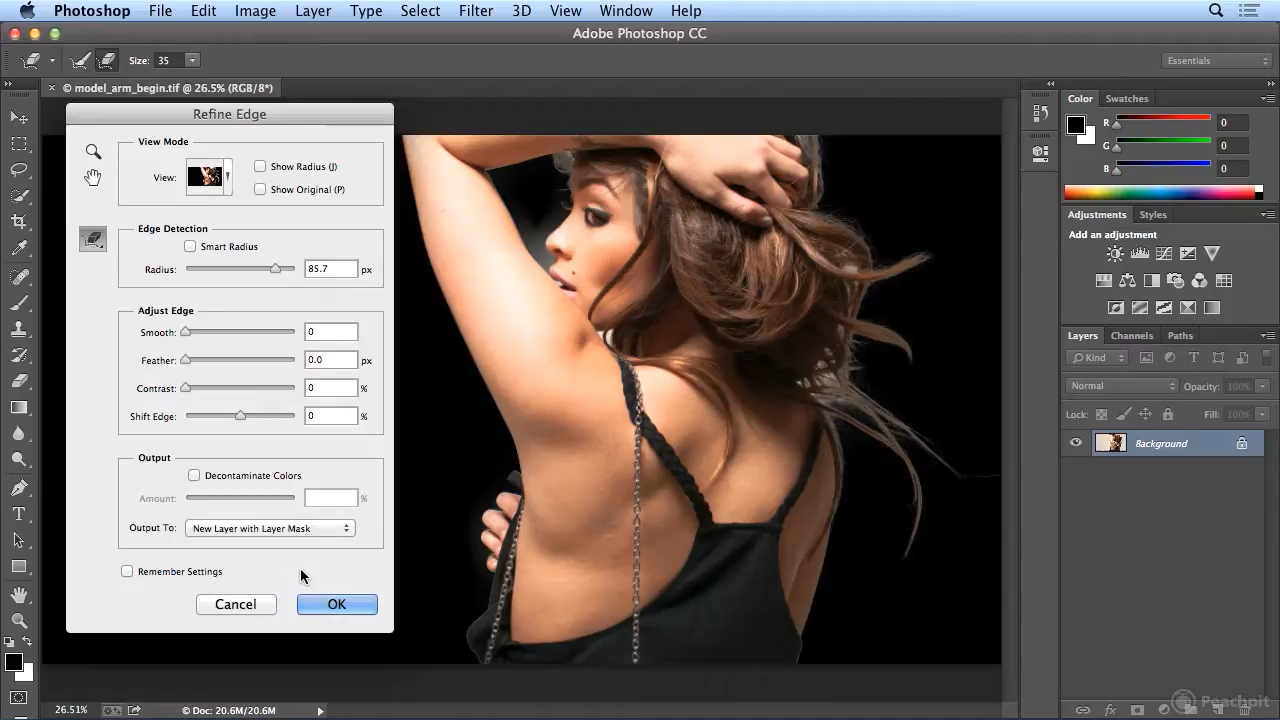 Photoshop File Edit Image Layer Type Select Filter 3D View Window Help
Adobe Photoshop CC
Size: 35
Essentials
× © model_arm_begin.tif @ 26.5% (RGB/8*)
Refine Edge
View Mode
View:
Show Radius (J)
Show Original (P)
Edge Detection
Smart Radius
Radius: 85.7 px
Adjust Edge
Smooth: 0
Feather: 0.0 px
Contrast: 0 %
Shift Edge: 0 %
Output
Decontaminate Colors
Amount: %
Output To: New Layer with Layer Mask
Remember Settings
Cancel OK
Color Swatches
R 0
G 0
B 0
Adjustments Styles
Add an adjustment
Layers Channels Paths
Kind
Normal Opacity: 100%
Lock: Fill: 100%
Background
26.51% © Doc: 20.6M/20.6M
Peachpit